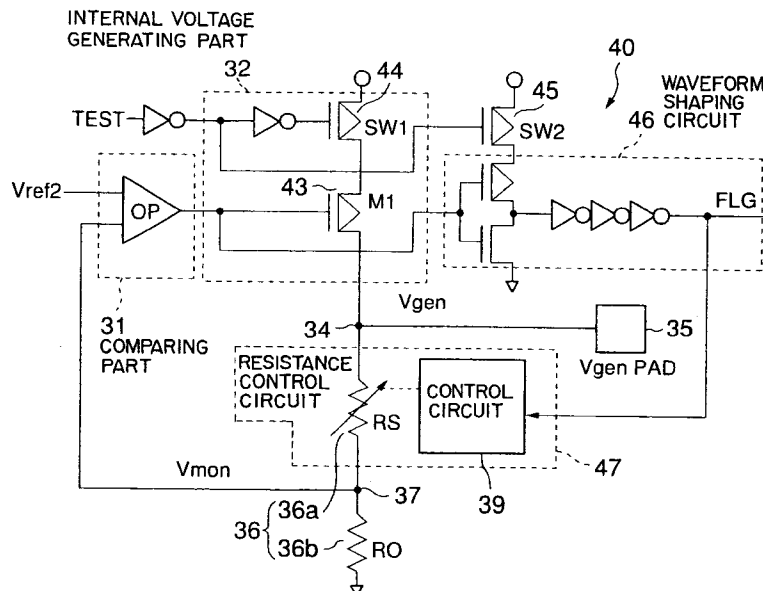 INTERNAL VOLTAGE
GENERATING PART
32
44
40
45
WAVEFORM
SHAPING
46 CIRCUIT
TEST
SW1
SW2
43
Vref2
OP
M1
FLG
Vgen
31
COMPARING
PART
34
35
Vgen PAD
RESISTANCE
CONTROL
CIRCUIT
CONTROL
CIRCUIT
RS
39
47
Vmon
37
36
36a
36b
RO